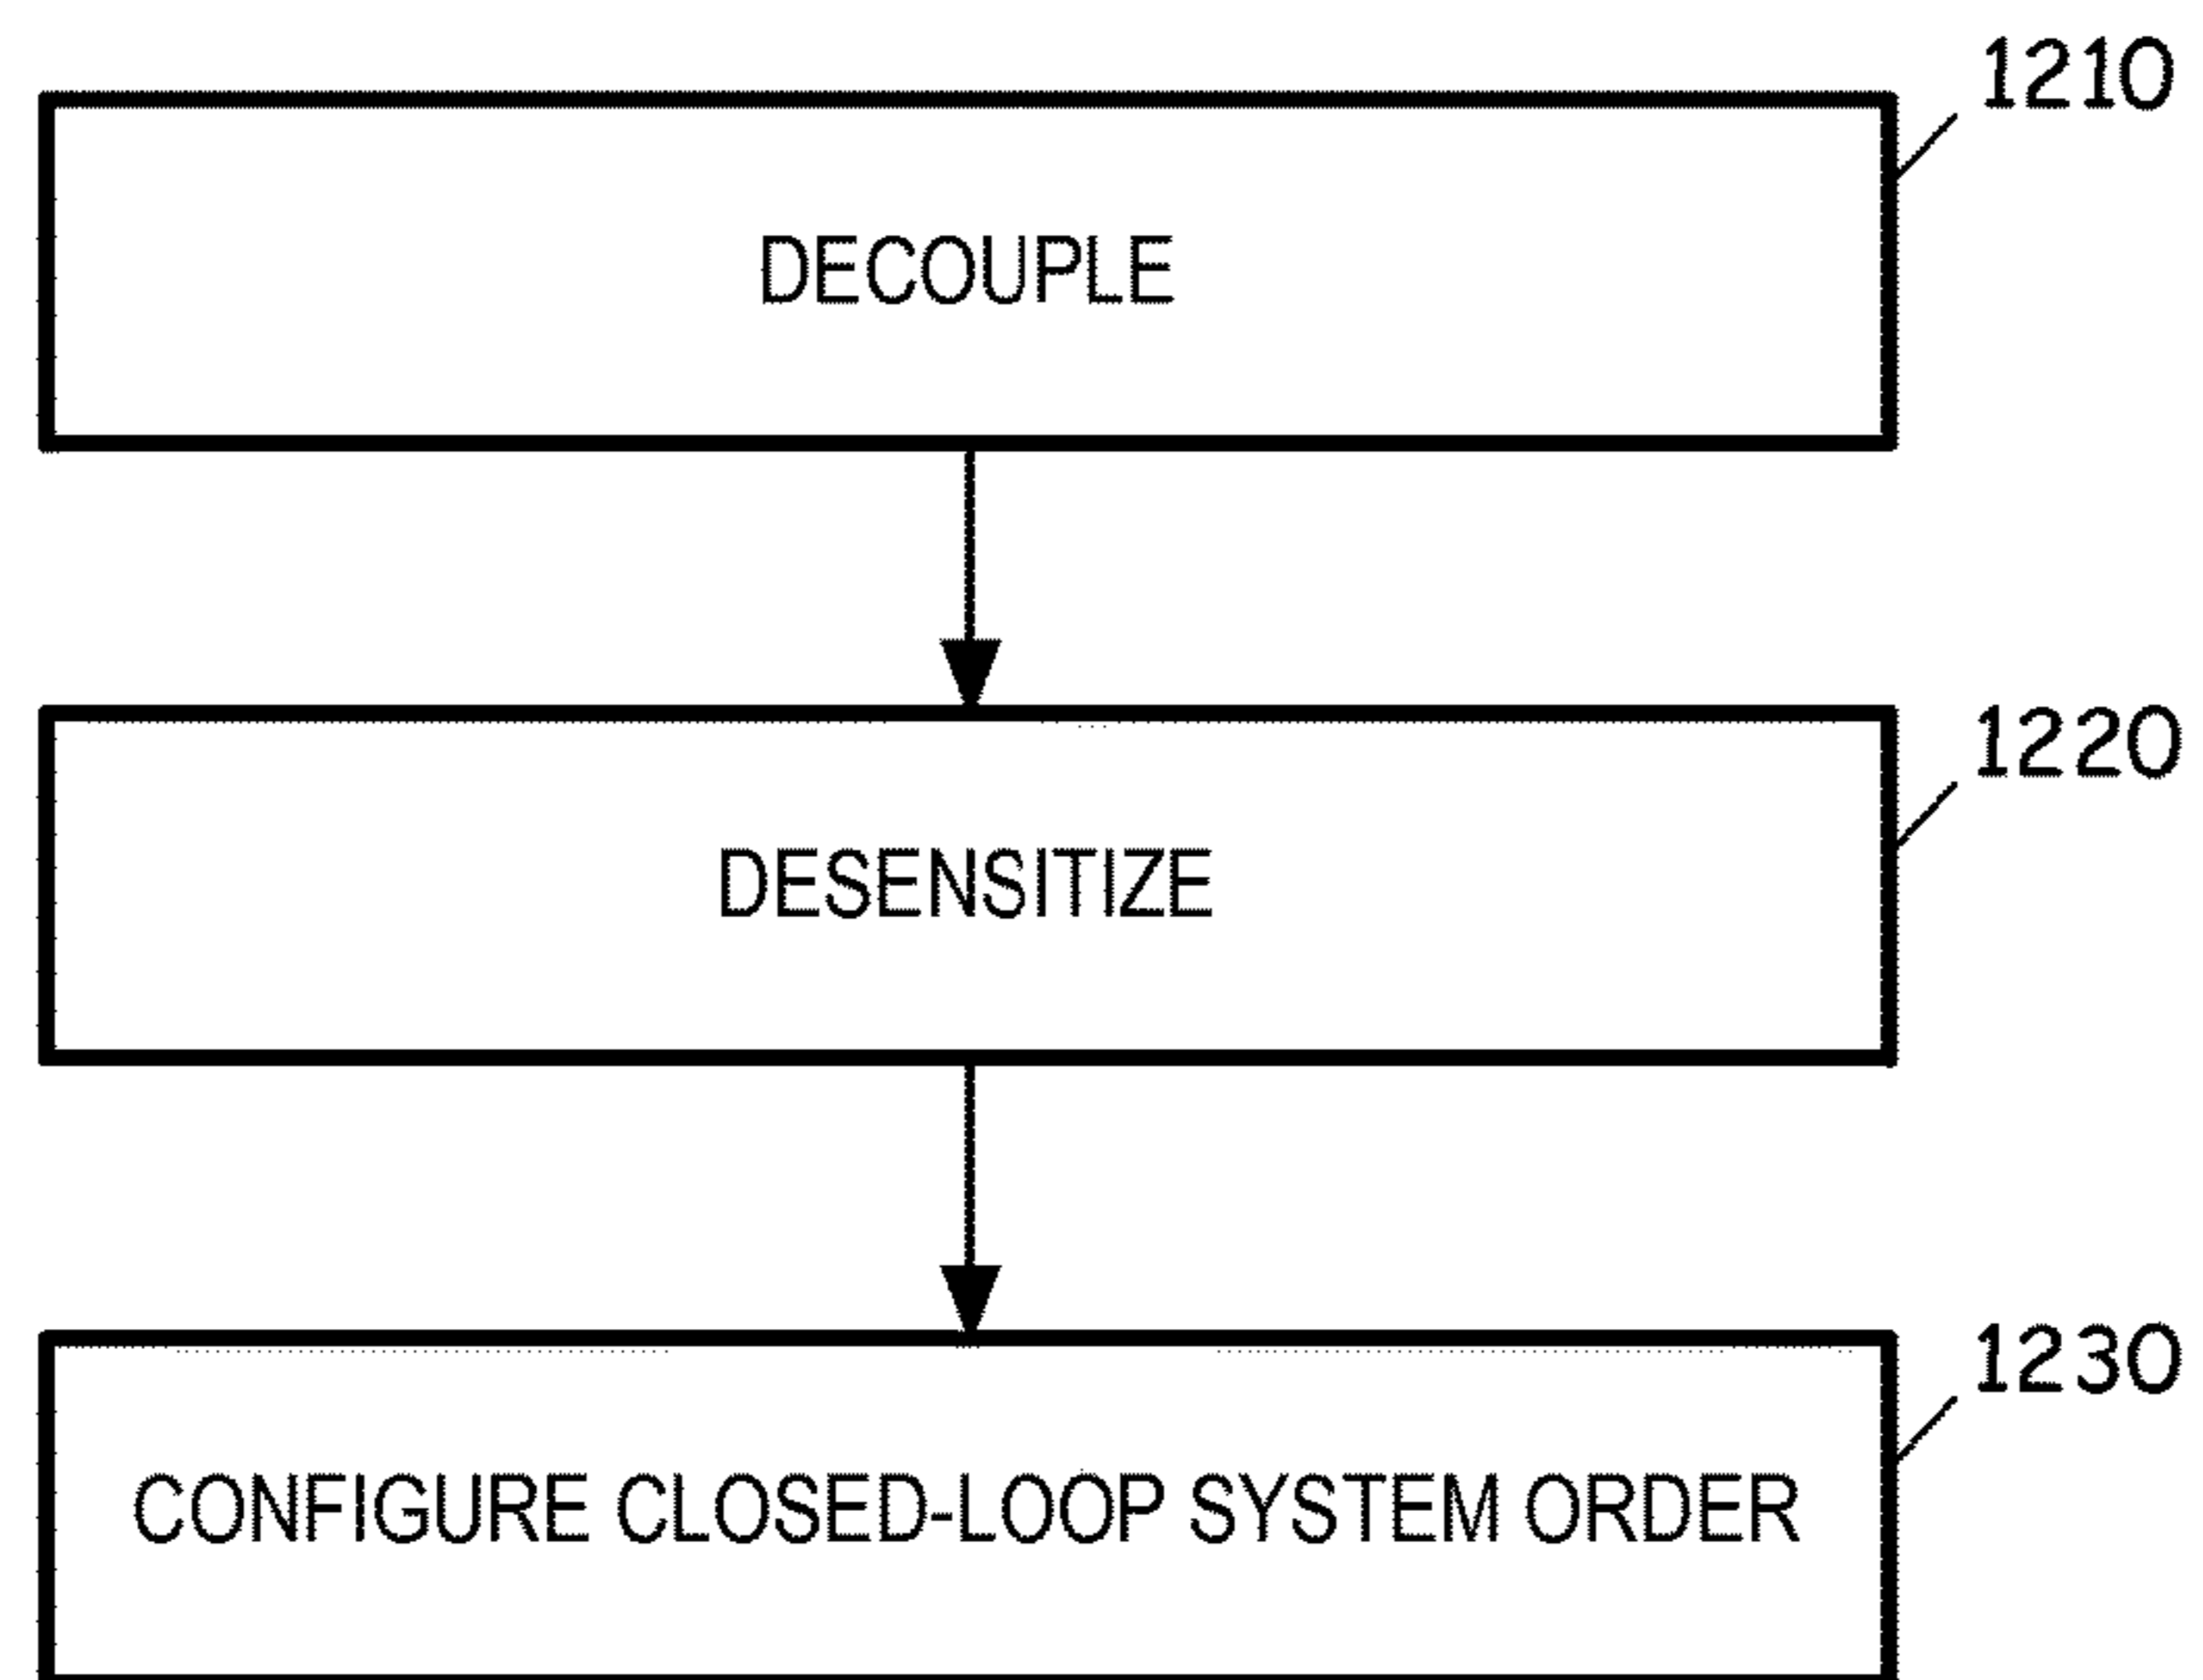 1210
DECOUPLE
1220
DESENSITIZE
1230
CONFIGURE CLOSED-LOOP SYSTEM ORDER